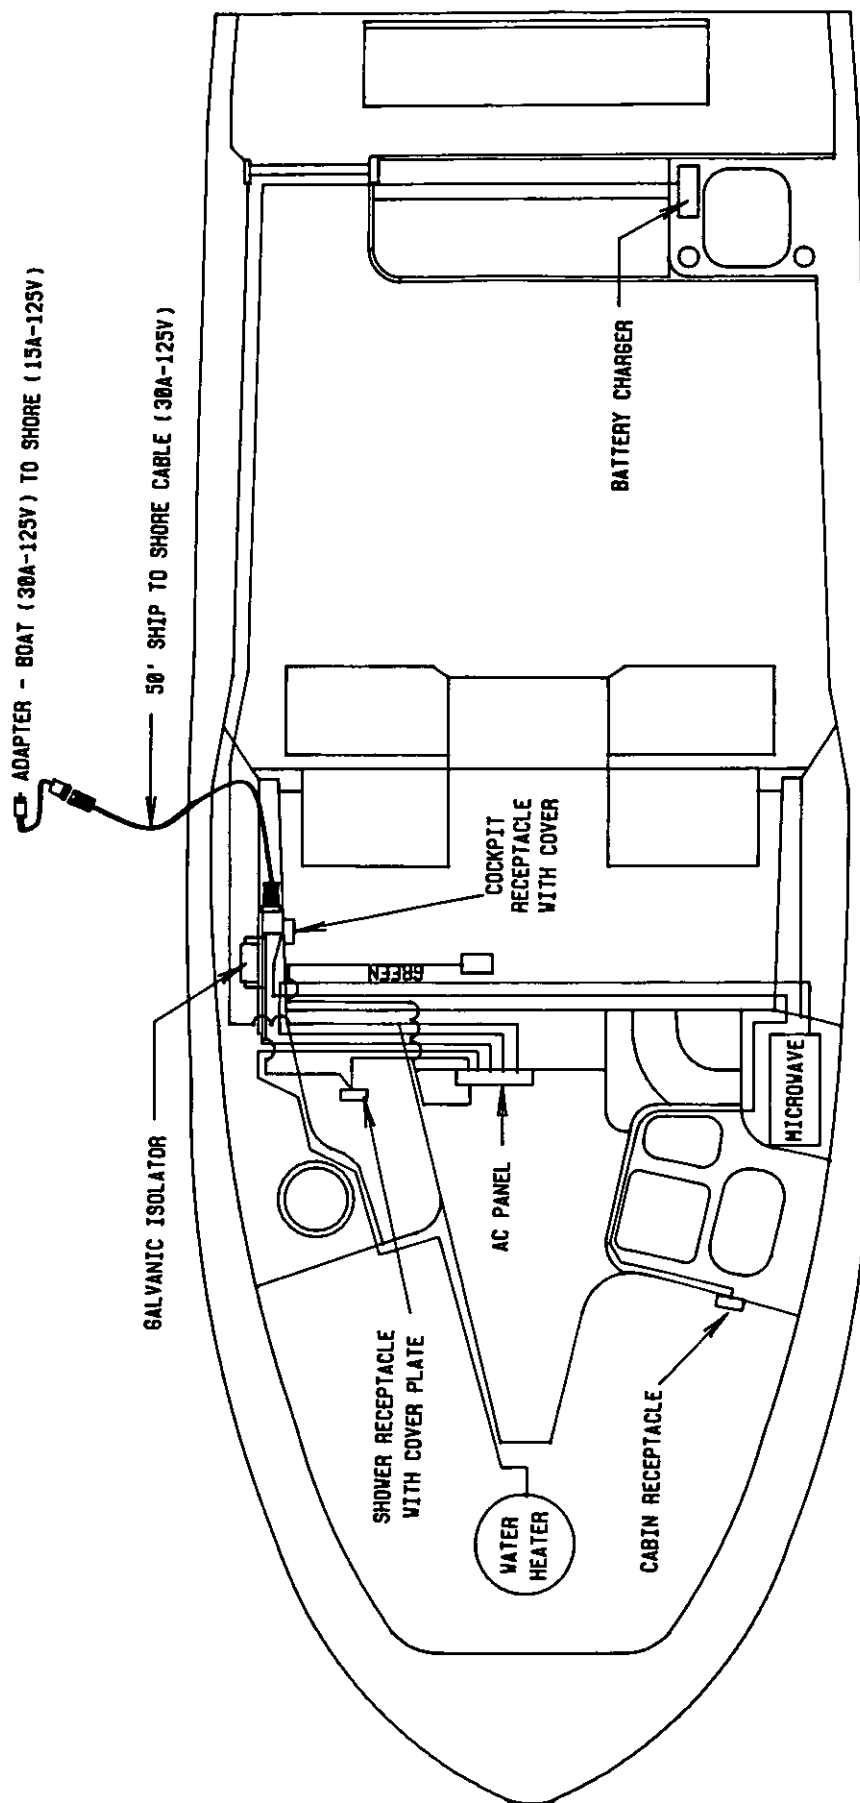 ADAPTER - BOAT (30A-125V) TO SHORE (15A-125V)
50' SHIP TO SHORE CABLE (30A-125V)
GALVANIC ISOLATOR
COCKPIT
RECEPTACLE
WITH COVER
GREEN
BATTERY CHARGER
SHOWER RECEPTACLE
WITH COVER PLATE
AC PANEL
MICROWAVE
WATER
HEATER
CABIN RECEPTACLE